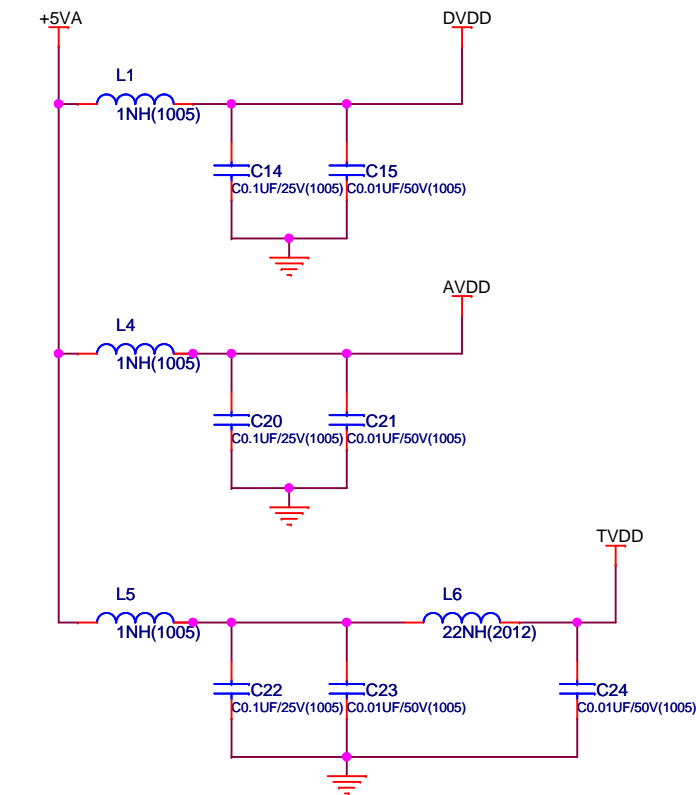 +5VA
DVDD
L1
1NH(1005)
C14
C15
C0.1UF/25V(1005)
C0.01UF/50V(1005)
AVDD
L4
1NH(1005)
C20
C21
C0.1UF/25V(1005)
C0.01UF/50V(1005)
TVDD
L5
L6
1NH(1005)
22NH(2012)
C22
C23
C24
C0.1UF/25V(1005)
C0.01UF/50V(1005)
C0.01UF/50V(1005)